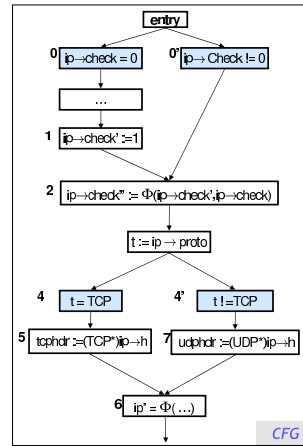 entry
0 ip→check = 0 0' ip→ Check != 0
...
1 ip→check' :=1
2 ip→check'' := Φ(ip→check',ip→check)
t := ip → proto
4 t = TCP 4' t !=TCP
5 tcphdr :=(TCP*)ip→h 7 udphdr :=(UDP*)ip→h
6 ip' = Φ(...)
CFG